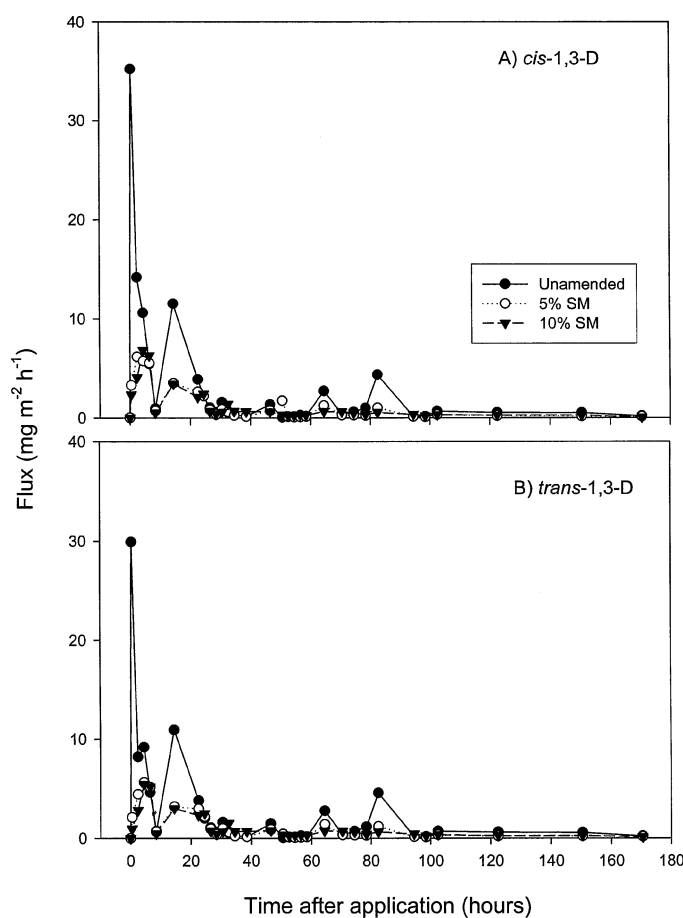 40
A) cis-1,3-D
30
20
Unamended
5% SM
10% SM
10
0
Flux (mg m⁻² h⁻¹)
40
B) trans-1,3-D
30
20
10
0
0 20 40 60 80 100 120 140 160 180
Time after application (hours)